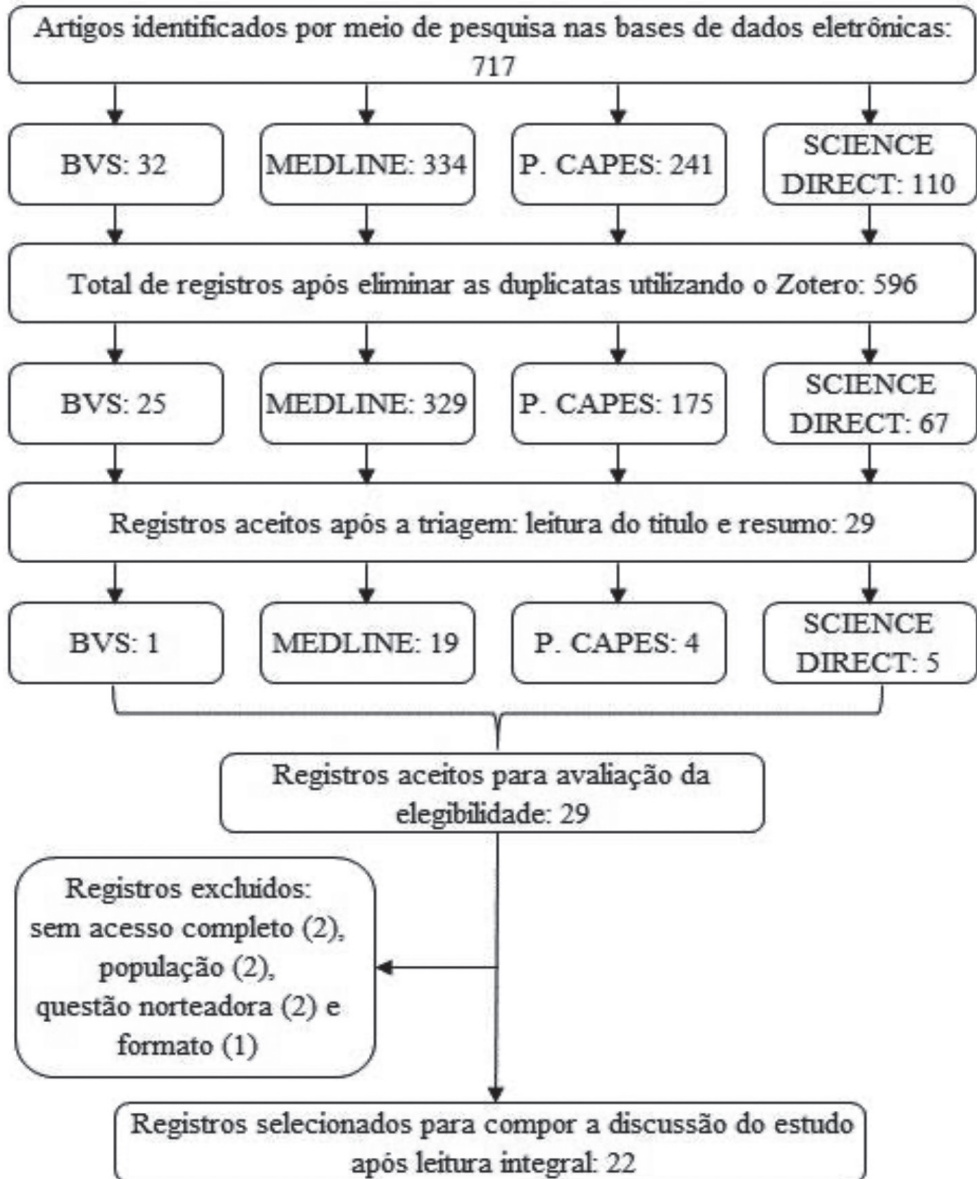 Artigos identificados por meio de pesquisa nas bases de dados eletrônicas:
717
BVS: 32
MEDLINE: 334
P. CAPES: 241
SCIENCE
DIRECT: 110
Total de registros após eliminar as duplicatas utilizando o Zotero: 596
BVS: 25
MEDLINE: 329
P. CAPES: 175
SCIENCE
DIRECT: 67
Registros aceitos após a triagem: leitura do titulo e resumo: 29
BVS: 1
MEDLINE: 19
P. CAPES: 4
SCIENCE
DIRECT: 5
Registros aceitos para avaliação da
elegibilidade: 29
Registros excluídos:
sem acesso completo (2),
população (2),
questão norteadora (2) e
formato (1)
Registros selecionados para compor a discussão do estudo
após leitura integral: 22